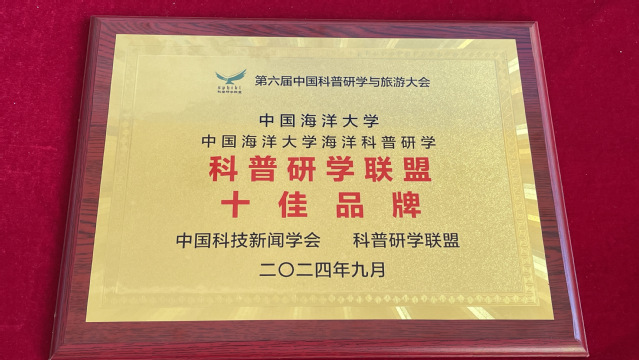 第六届中国科普研学与旅游大会
中国海洋大学
中国海洋大学海洋科普研学
科普研学联盟
十佳品牌
中国科技新闻学会 科普研学联盟
二〇二四年九月